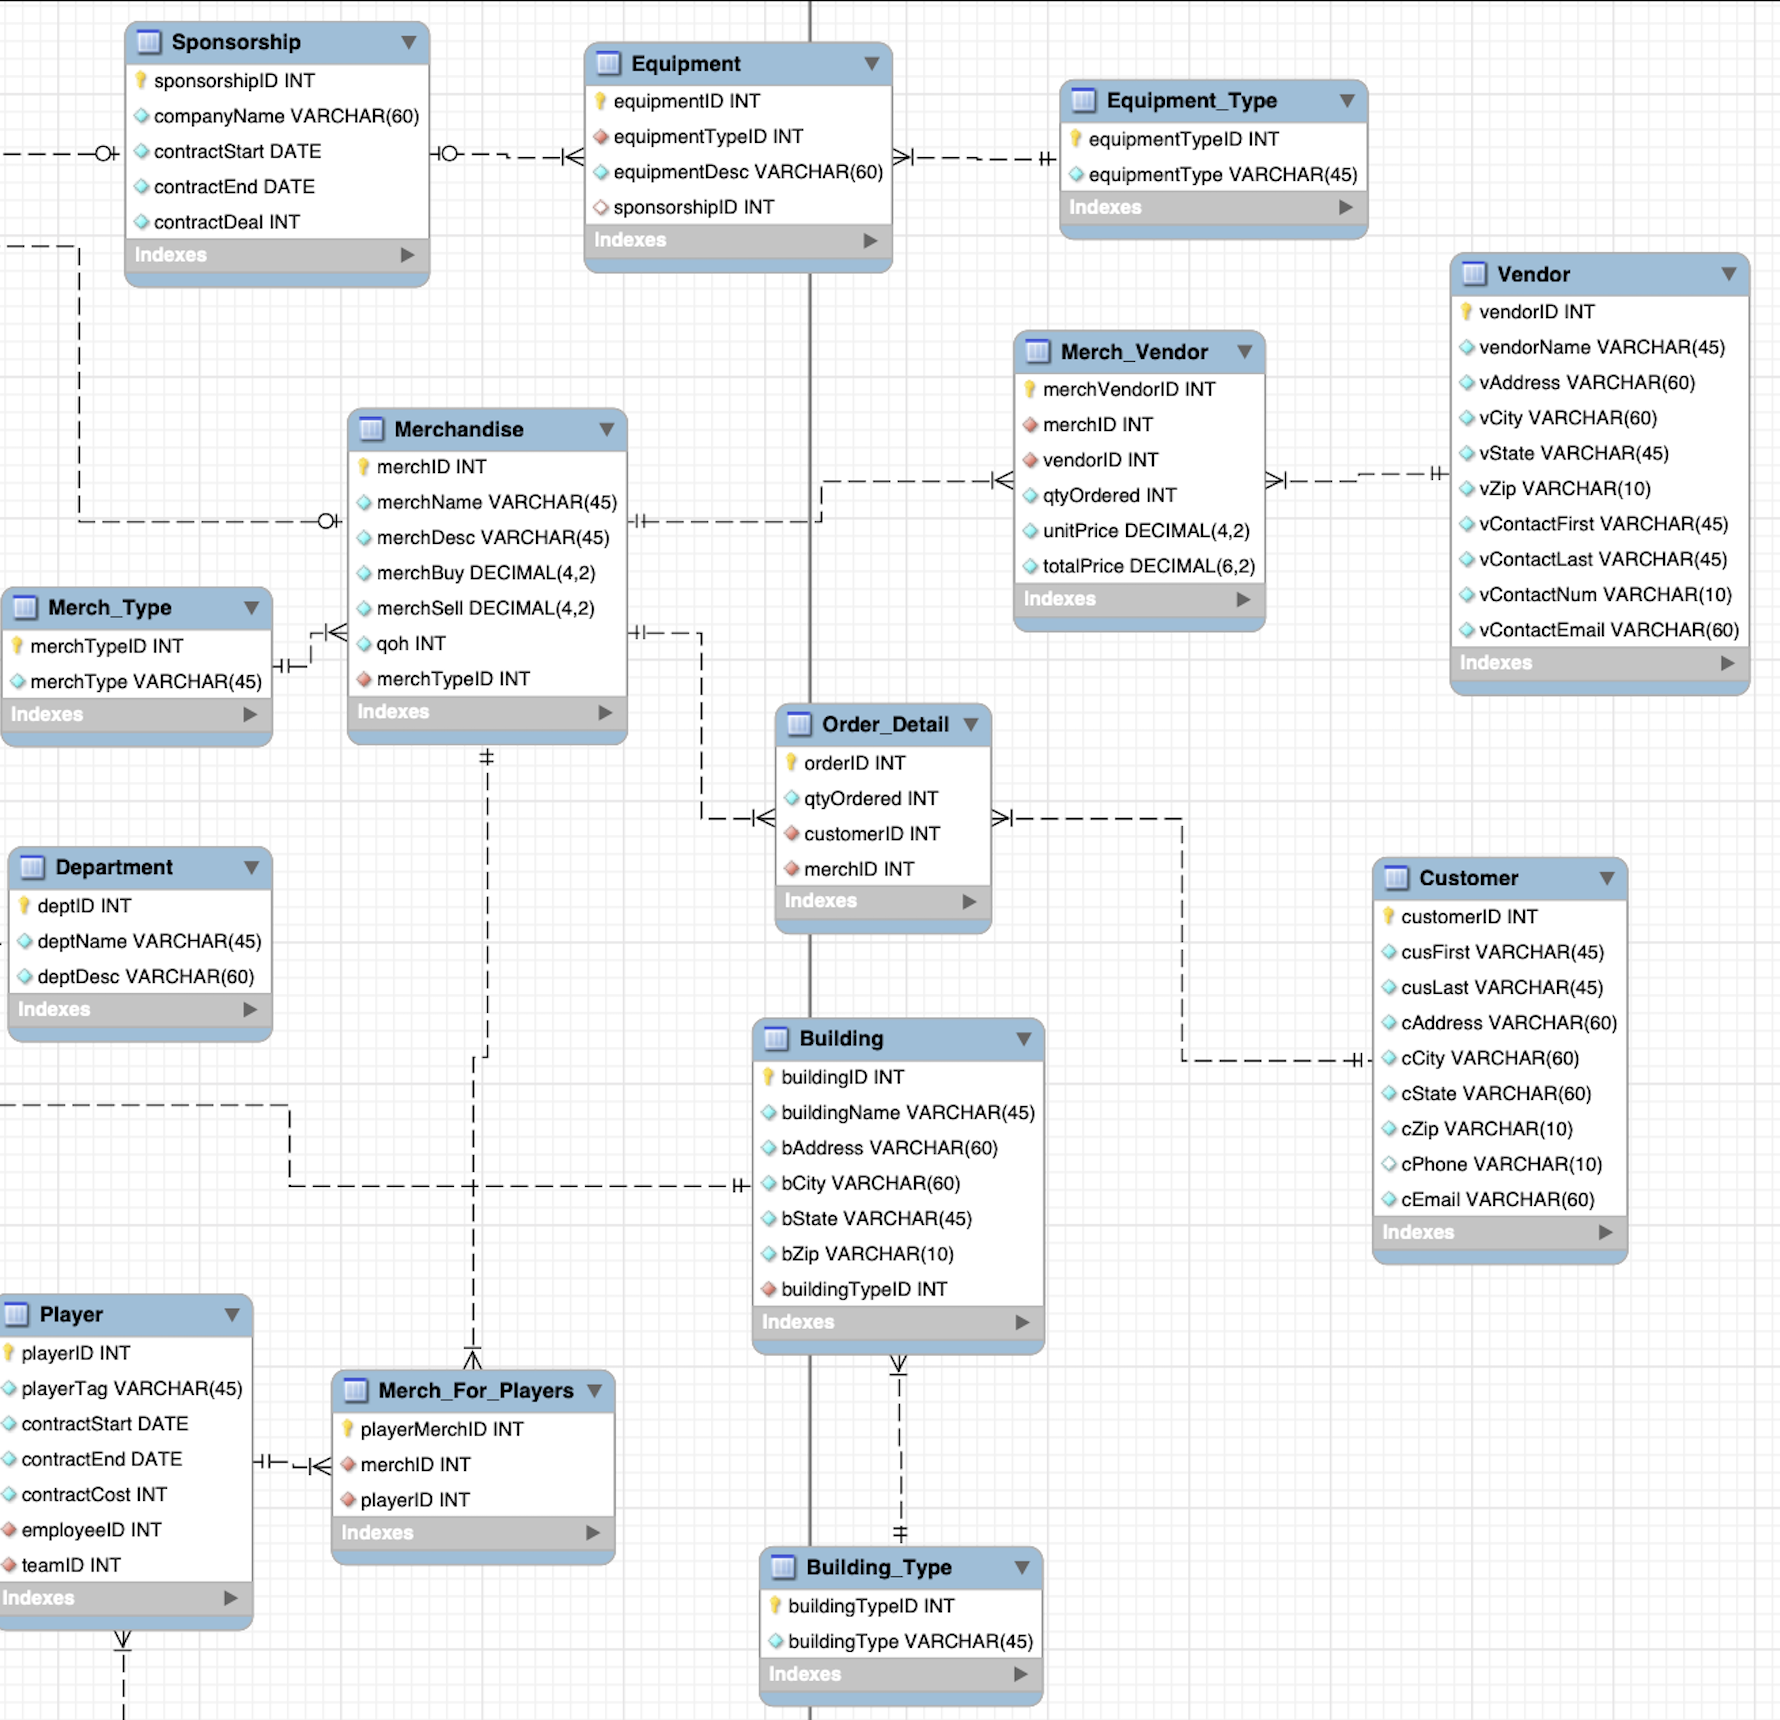 Sponsorship
sponsorshipID INT
companyName VARCHAR(60)
contractStart DATE
contractEnd DATE
contractDeal INT
Indexes
Equipment
equipmentID INT
equipmentTypeID INT
equipmentDesc VARCHAR(60)
sponsorshipID INT
Indexes
Equipment_Type
equipmentTypeID INT
equipmentType VARCHAR(45)
Indexes
Vendor
vendorID INT
vendorName VARCHAR(45)
vAddress VARCHAR(60)
vCity VARCHAR(60)
vState VARCHAR(45)
vZip VARCHAR(10)
vContactFirst VARCHAR(45)
vContactLast VARCHAR(45)
vContactNum VARCHAR(10)
vContactEmail VARCHAR(60)
Indexes
Merch_Vendor
merchVendorID INT
merchID INT
vendorID INT
qtyOrdered INT
unitPrice DECIMAL(4,2)
totalPrice DECIMAL(6,2)
Indexes
Merchandise
merchID INT
merchName VARCHAR(45)
merchDesc VARCHAR(45)
merchBuy DECIMAL(4,2)
merchSell DECIMAL(4,2)
qoh INT
merchTypeID INT
Indexes
Merch_Type
merchTypeID INT
merchType VARCHAR(45)
Indexes
Order_Detail
orderID INT
qtyOrdered INT
customerID INT
merchID INT
Indexes
Department
deptID INT
deptName VARCHAR(45)
deptDesc VARCHAR(60)
Indexes
Customer
customerID INT
cusFirst VARCHAR(45)
cusLast VARCHAR(45)
cAddress VARCHAR(60)
cCity VARCHAR(60)
cState VARCHAR(60)
cZip VARCHAR(10)
cPhone VARCHAR(10)
cEmail VARCHAR(60)
Indexes
Building
buildingID INT
buildingName VARCHAR(45)
bAddress VARCHAR(60)
bCity VARCHAR(60)
bState VARCHAR(45)
bZip VARCHAR(10)
buildingTypeID INT
Indexes
Player
playerID INT
playerTag VARCHAR(45)
contractStart DATE
contractEnd DATE
contractCost INT
employeeID INT
teamID INT
Indexes
Merch_For_Players
playerMerchID INT
merchID INT
playerID INT
Indexes
Building_Type
buildingTypeID INT
buildingType VARCHAR(45)
Indexes